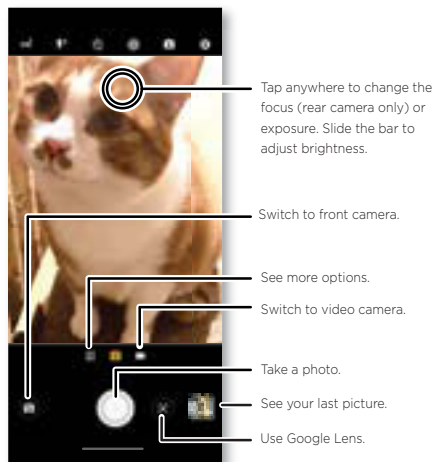 Tap anywhere to change the
focus (rear camera only) or
exposure. Slide the bar to
adjust brightness.
Switch to front camera.
See more options.
Switch to video camera.
Take a photo.
See your last picture.
Use Google Lens.